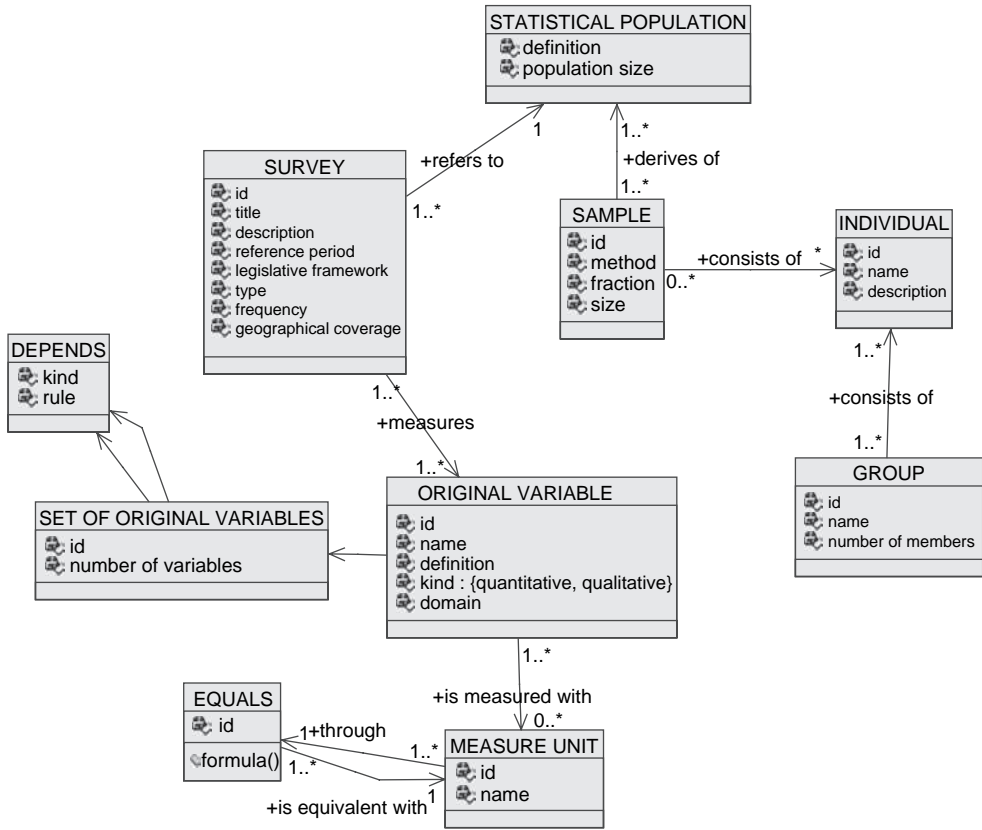 STATISTICAL POPULATION
definition
population size
1
1..*
+refers to
+derives of
1..*
1..*
SURVEY
id
title
description
reference period
legislative framework
type
frequency
geographical coverage
SAMPLE
id
method
fraction
size
+consists of
*
0..*
INDIVIDUAL
id
name
description
1..*
+consists of
1..*
GROUP
id
name
number of members
DEPENDS
kind
rule
1..*
+measures
1..*
SET OF ORIGINAL VARIABLES
id
number of variables
ORIGINAL VARIABLE
id
name
definition
kind : {quantitative, qualitative}
domain
1..*
+is measured with
0..*
EQUALS
id
formula()
1
+through
1..*
1..*
+is equivalent with
1
MEASURE UNIT
id
name